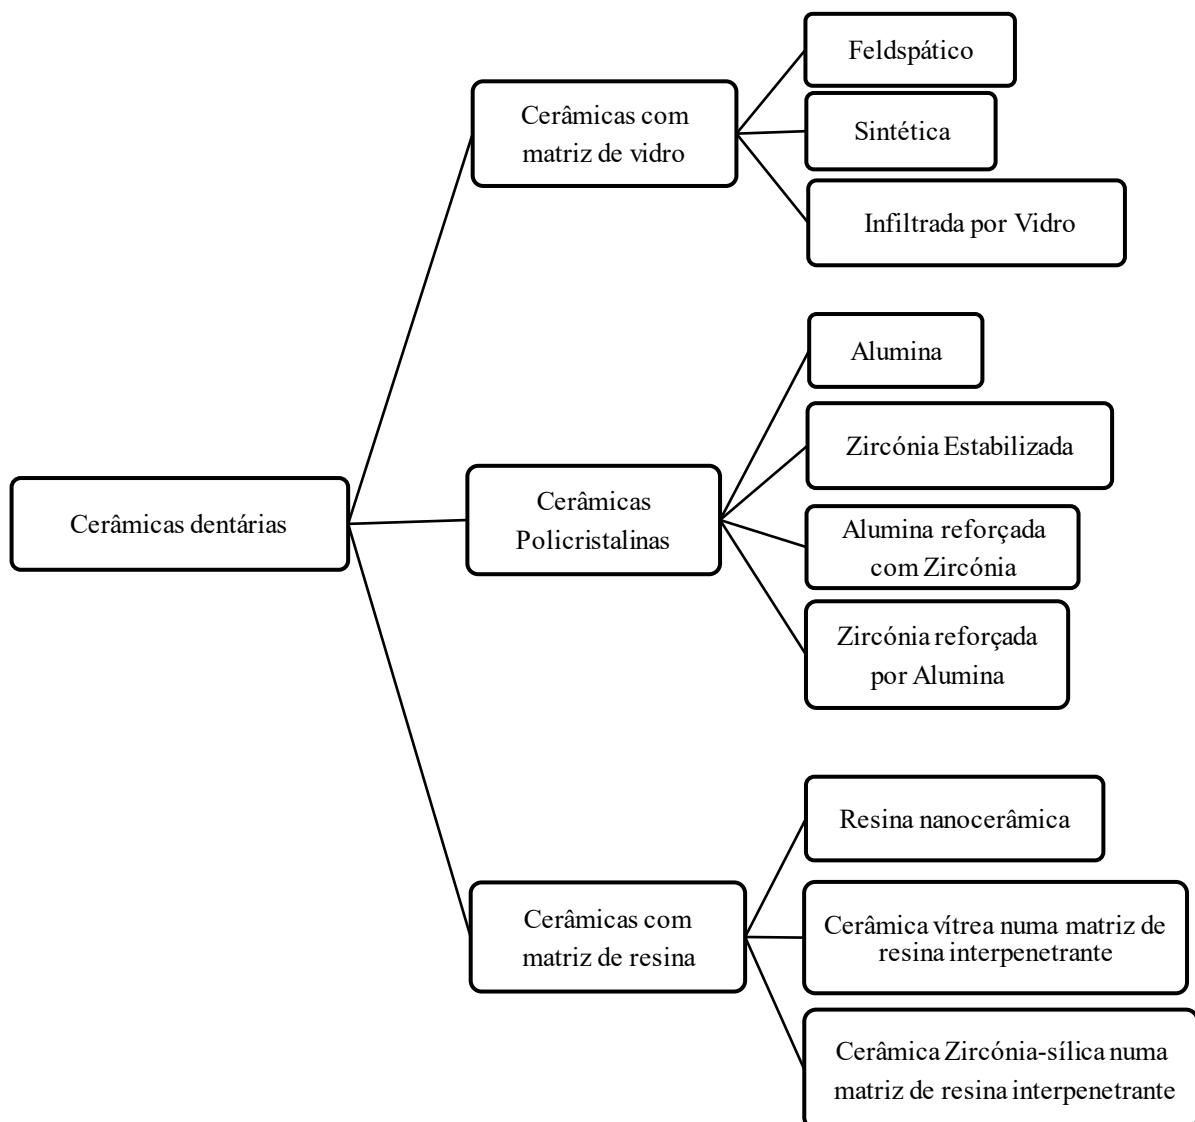 Cerâmicas dentárias
Cerâmicas com
matriz de vidro
Feldspático
Sintética
Infiltrada por Vidro
Cerâmicas
Policristalinas
Alumina
Zircónia Estabilizada
Alumina reforçada
com Zircónia
Zircónia reforçada
por Alumina
Cerâmicas com
matriz de resina
Resina nanocerâmica
Cerâmica vítrea numa matriz de
resina interpenetrante
Cerâmica Zircónia-sílica numa
matriz de resina interpenetrante